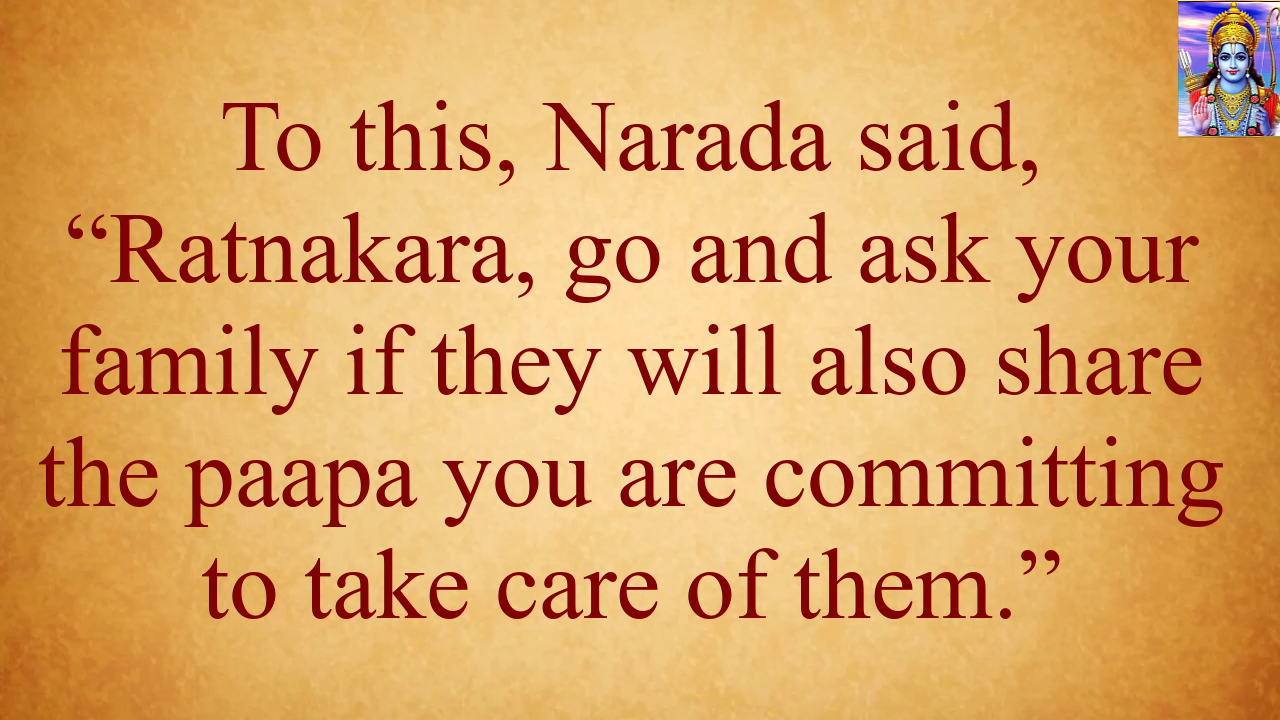 To this, Narada said,
“Ratnakara, go and ask your
family if they will also share
the paapa you are committing
to take care of them.”